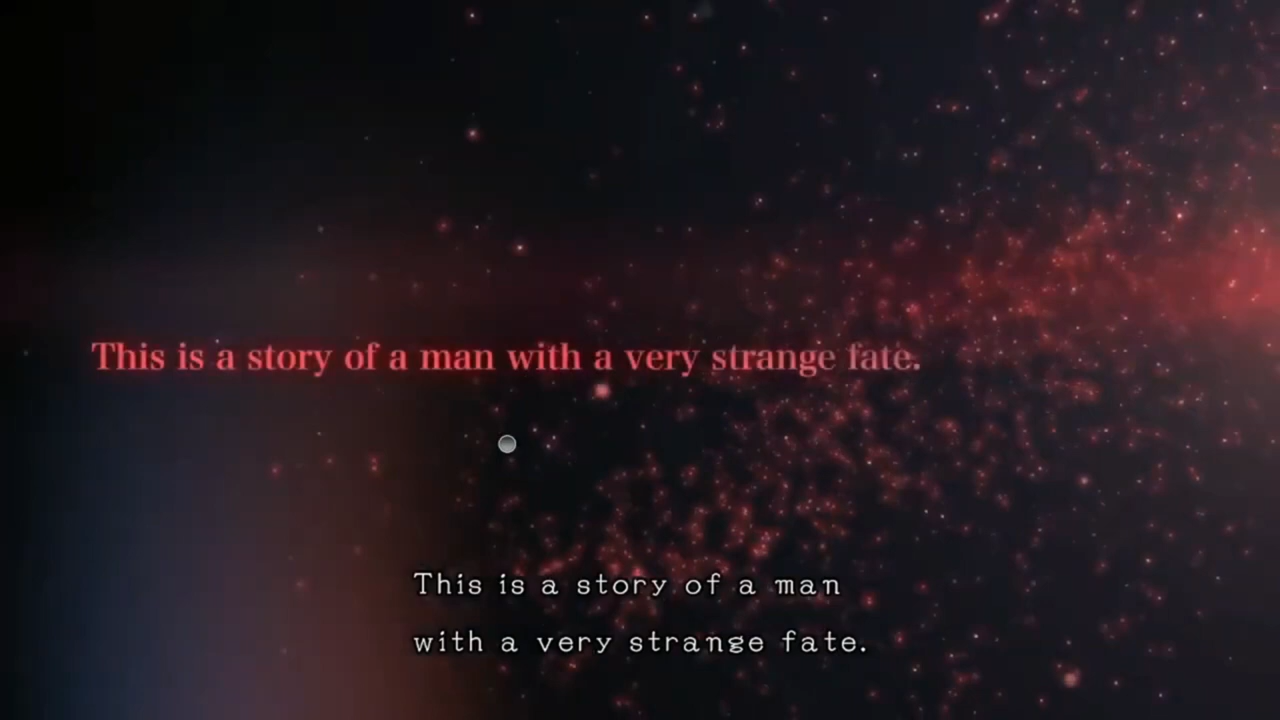 This is a story of a man with a very strange fate.
This is a story of a man
with a very strange fate.